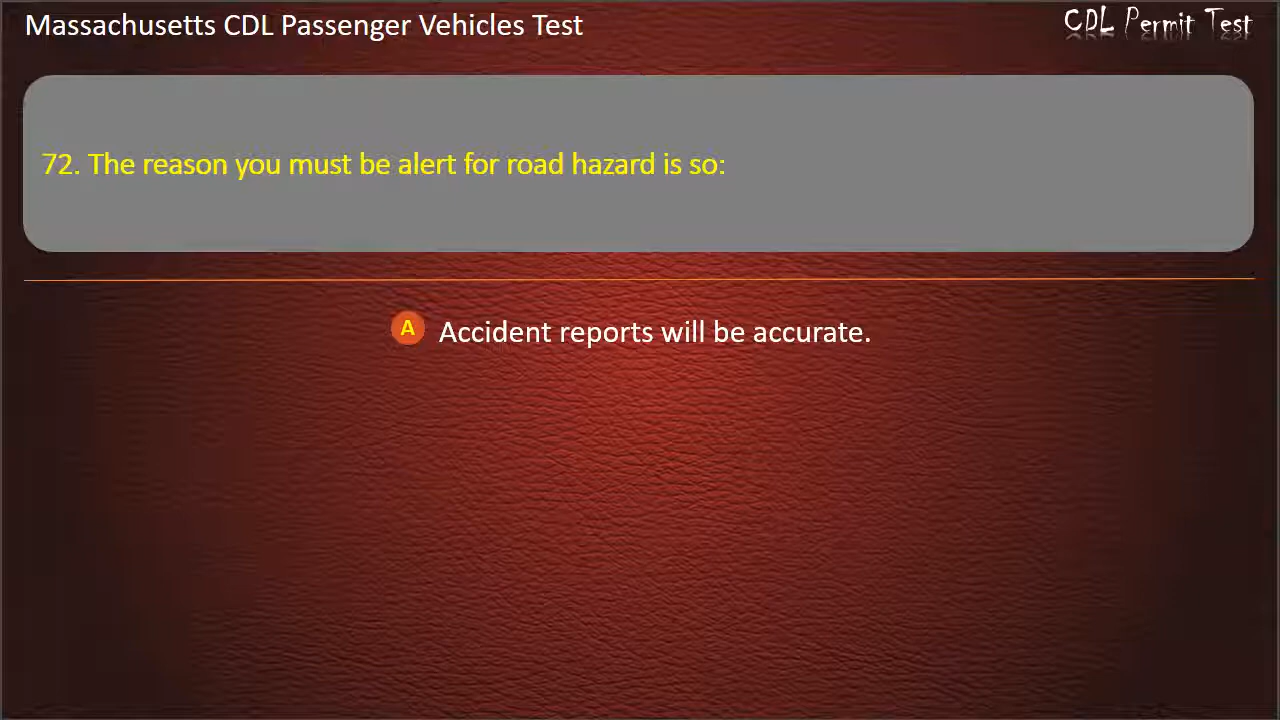 Massachusetts CDL Passenger Vehicles Test
CDL Permit Test
72. The reason you must be alert for road hazard is so:
A Accident reports will be accurate.